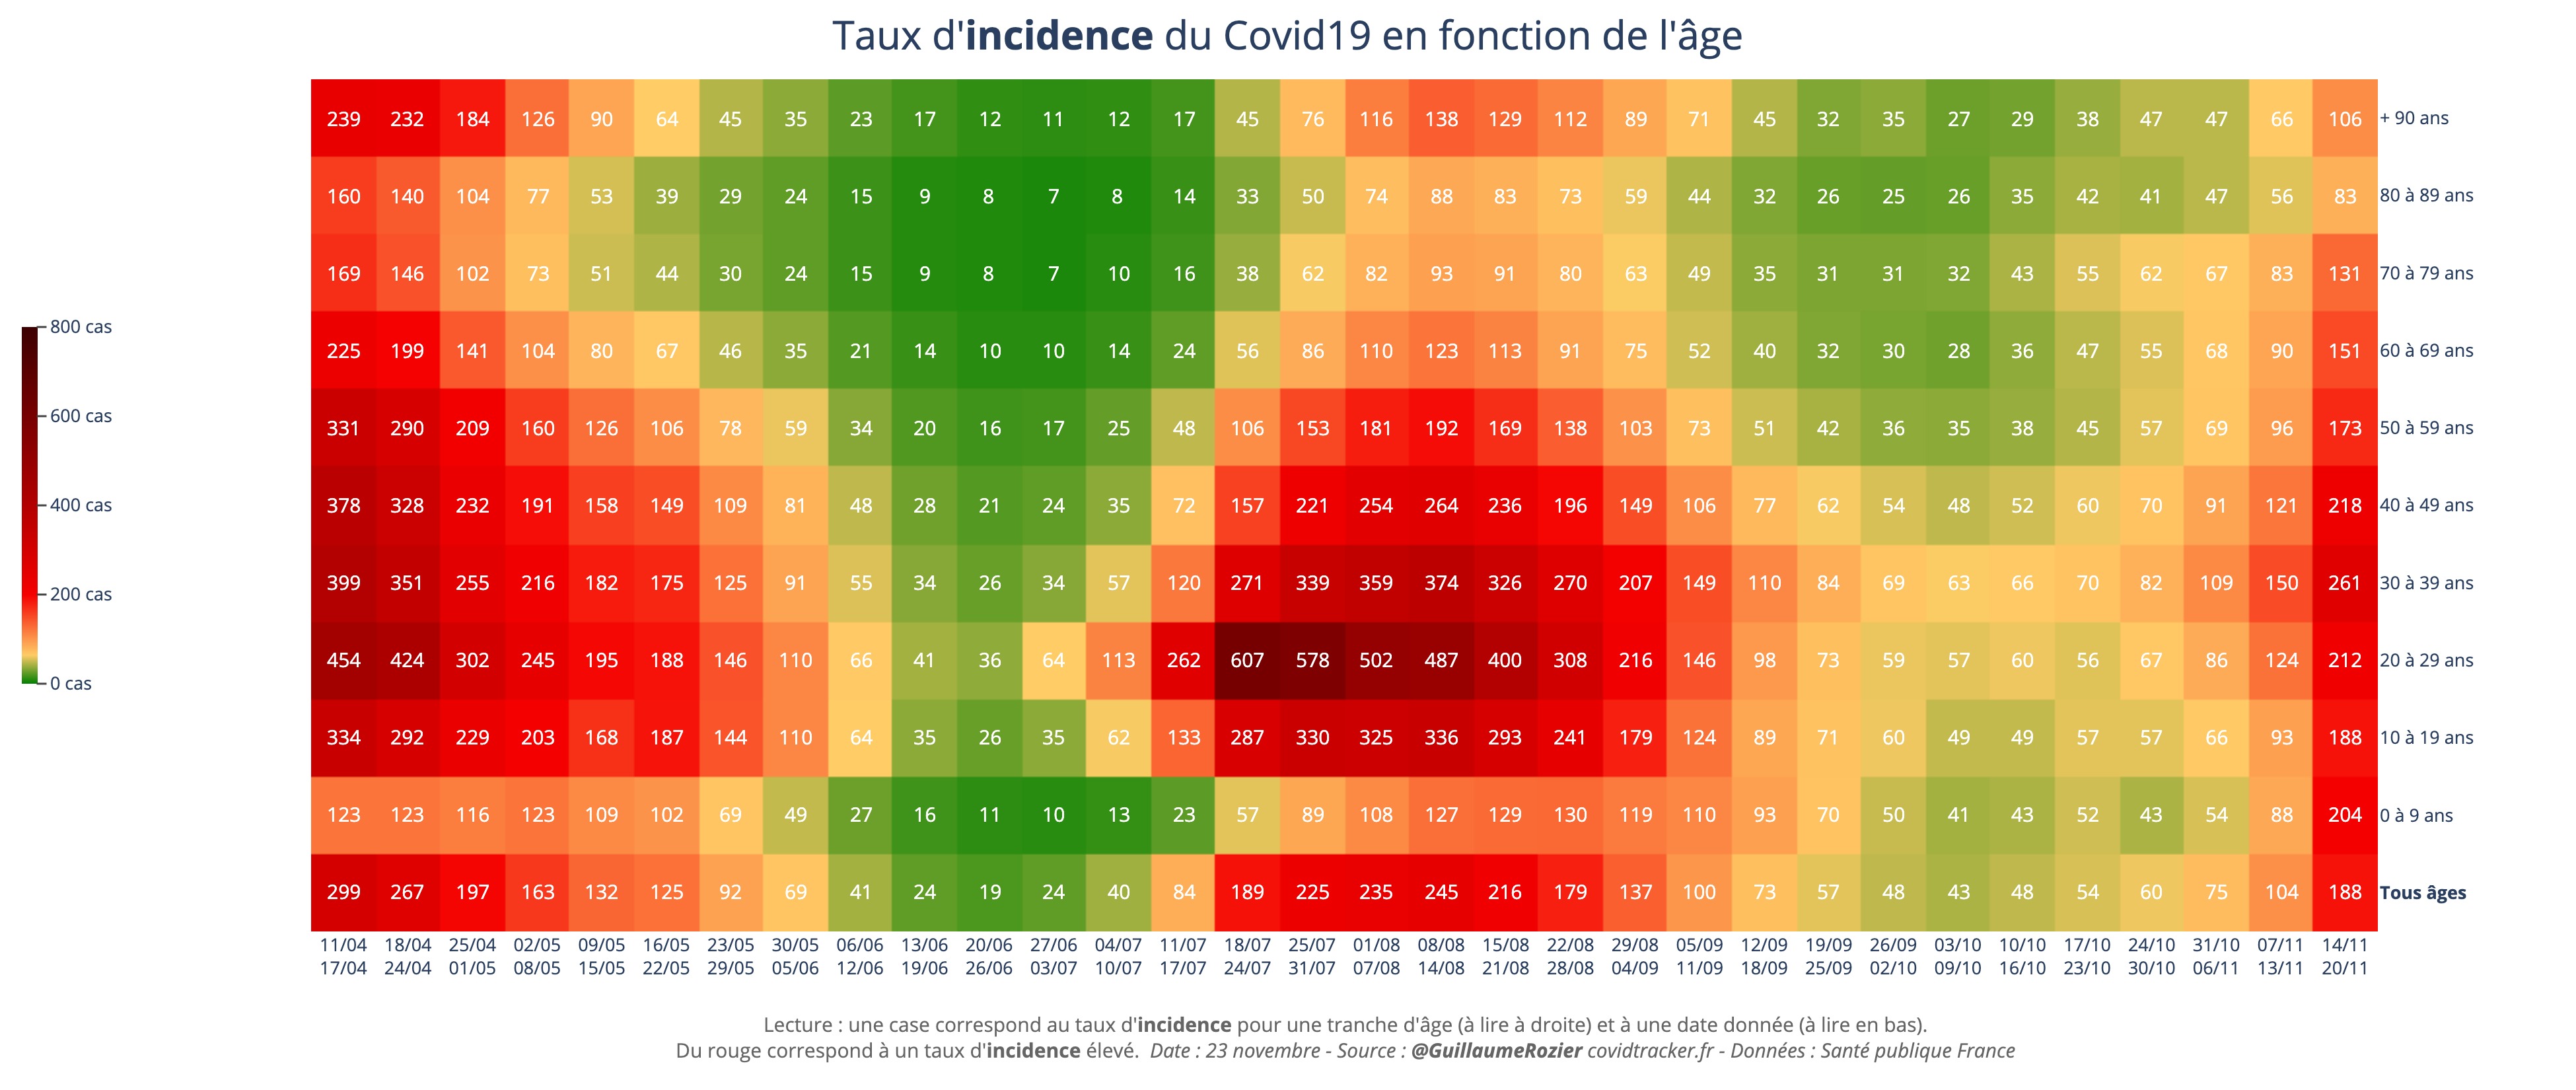 Taux d'incidence du Covid19 en fonction de l'âge
239 232 184 126 90 64 45 35 23 17 12 11 12 17 45 76 116 138 129 112 89 71 45 32 35 27 29 38 47 47 66 106 + 90 ans
160 140 104 77 53 39 29 24 15 9 8 7 8 14 33 50 74 88 83 73 59 44 32 26 25 26 35 42 41 47 56 83 80 à 89 ans
169 146 102 73 51 44 30 24 15 9 8 7 10 16 38 62 82 93 91 80 63 49 35 31 31 32 43 55 62 67 83 131 70 à 79 ans
800 cas
225 199 141 104 80 67 46 35 21 14 10 10 14 24 56 86 110 123 113 91 75 52 40 32 30 28 36 47 55 68 90 151 60 à 69 ans
600 cas
331 290 209 160 126 106 78 59 34 20 16 17 25 48 106 153 181 192 169 138 103 73 51 42 36 35 38 45 57 69 96 173 50 à 59 ans
400 cas
378 328 232 191 158 149 109 81 48 28 21 24 35 72 157 221 254 264 236 196 149 106 77 62 54 48 52 60 70 91 121 218 40 à 49 ans
200 cas
399 351 255 216 182 175 125 91 55 34 26 34 57 120 271 339 359 374 326 270 207 149 110 84 69 63 66 70 82 109 150 261 30 à 39 ans
454 424 302 245 195 188 146 110 66 41 36 64 113 262 607 578 502 487 400 308 216 146 98 73 59 57 60 56 67 86 124 212 20 à 29 ans
0 cas
334 292 229 203 168 187 144 110 64 35 26 35 62 133 287 330 325 336 293 241 179 124 89 71 60 49 49 57 57 66 93 188 10 à 19 ans
123 123 116 123 109 102 69 49 27 16 11 10 13 23 57 89 108 127 129 130 119 110 93 70 50 41 43 52 43 54 88 204 0 à 9 ans
299 267 197 163 132 125 92 69 41 24 19 24 40 84 189 225 235 245 216 179 137 100 73 57 48 43 48 54 60 75 104 188 Tous âges
11/04 18/04 25/04 02/05 09/05 16/05 23/05 30/05 06/06 13/06 20/06 27/06 04/07 11/07 18/07 25/07 01/08 08/08 15/08 22/08 29/08 05/09 12/09 19/09 26/09 03/10 10/10 17/10 24/10 31/10 07/11 14/11
17/04 24/04 01/05 08/05 15/05 22/05 29/05 05/06 12/06 19/06 26/06 03/07 10/07 17/07 24/07 31/07 07/08 14/08 21/08 28/08 04/09 11/09 18/09 25/09 02/10 09/10 16/10 23/10 30/10 06/11 13/11 20/11
Lecture : une case correspond au taux d'incidence pour une tranche d'âge (à lire à droite) et à une date donnée (à lire en bas).
Du rouge correspond à un taux d'incidence élevé. Date : 23 novembre - Source : @GuillaumeRozier covidtracker.fr - Données : Santé publique France